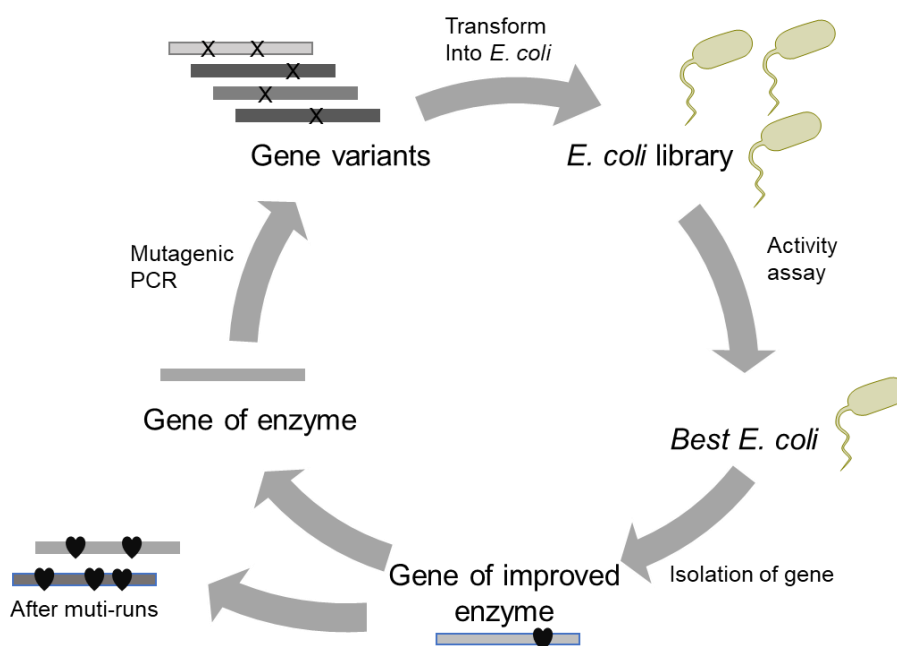 Transform
Into E. coli
Gene variants
E. coli library
Mutagenic
PCR
Activity
assay
Gene of enzyme
Best E. coli
Gene of improved
enzyme
Isolation of gene
After muti-runs